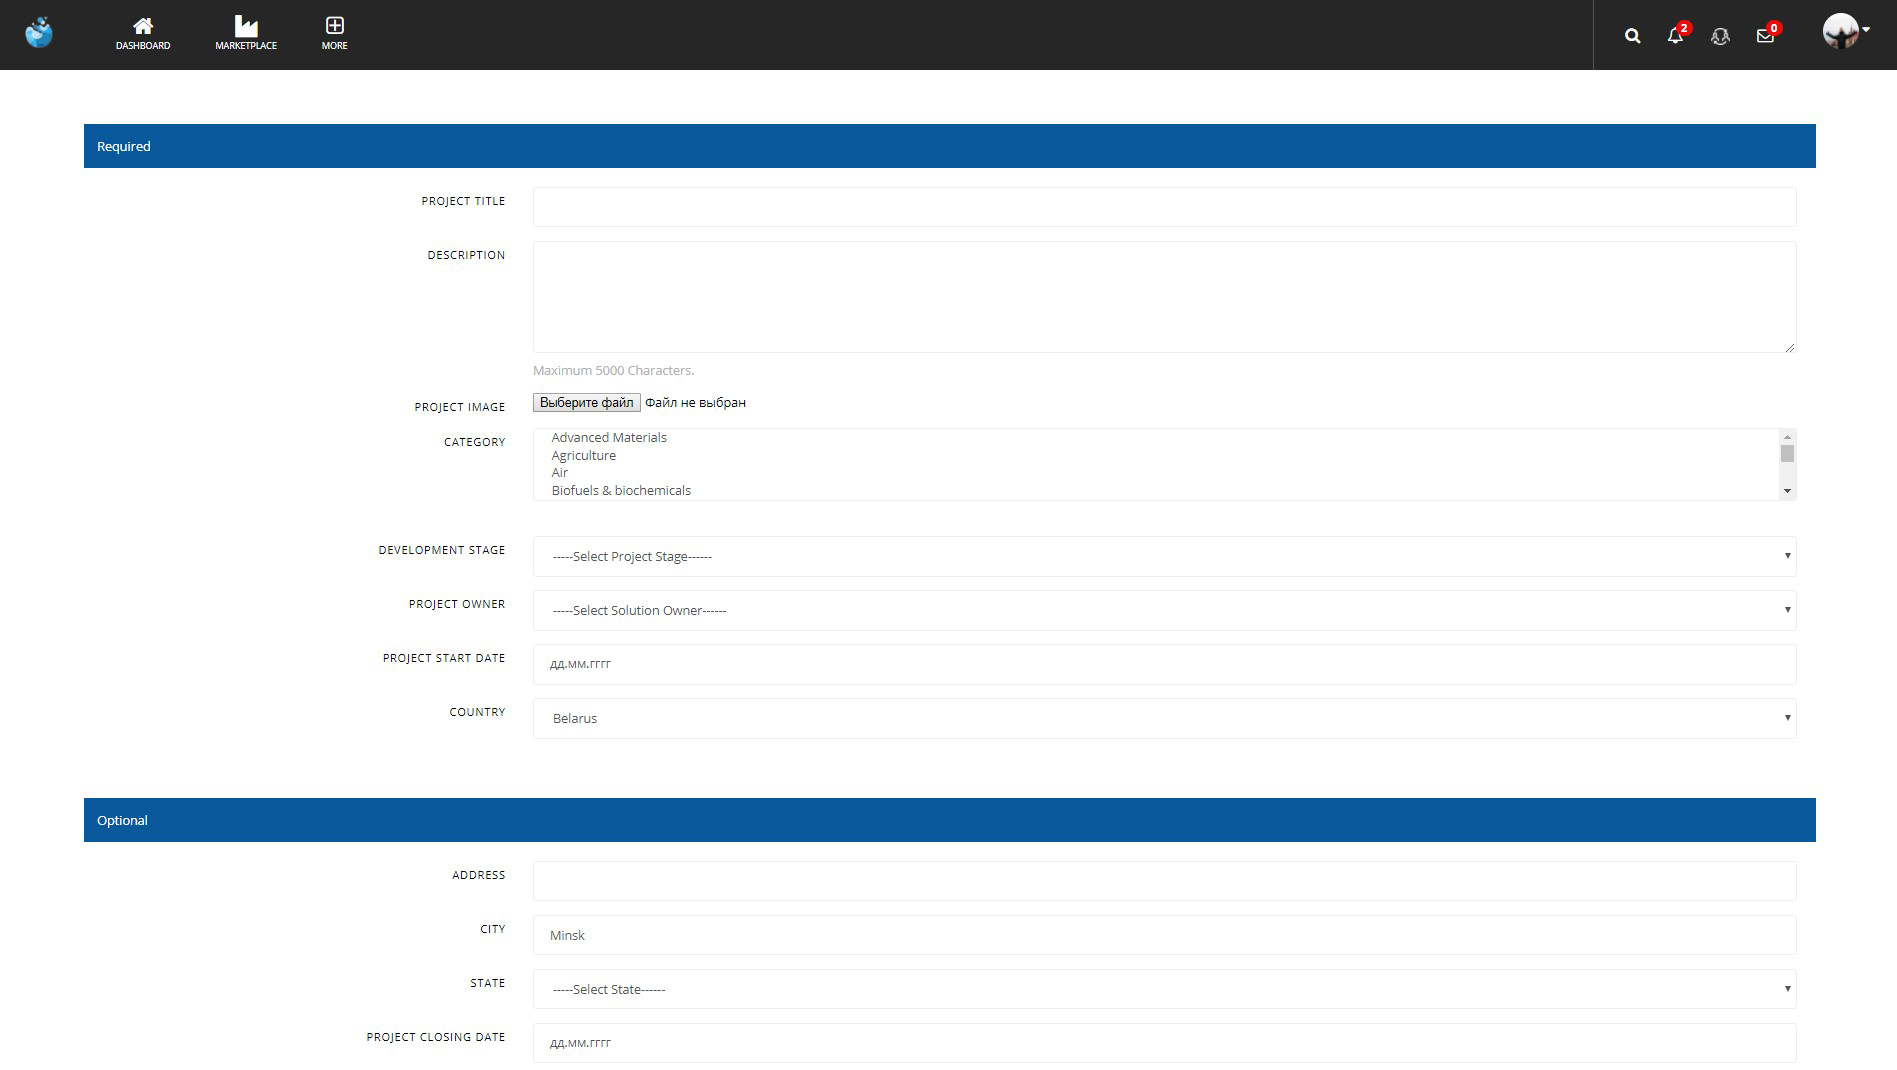 DASHBOARD
MARKETPLACE
MORE
2
0
Required
PROJECT TITLE
DESCRIPTION
Maximum 5000 Characters.
PROJECT IMAGE
Выберите файл Файл не выбран
CATEGORY
Advanced Materials
Agriculture
Air
Biofuels & biochemicals
DEVELOPMENT STAGE
-----Select Project Stage------
PROJECT OWNER
-----Select Solution Owner------
PROJECT START DATE
дд.мм.гггг
COUNTRY
Belarus
Optional
ADDRESS
CITY
Minsk
STATE
-----Select State------
PROJECT CLOSING DATE
дд.мм.гггг